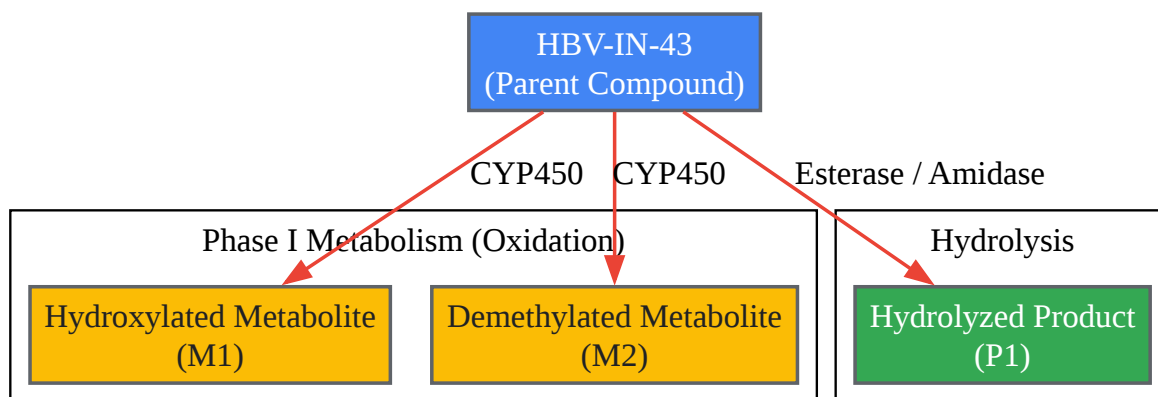 HBV-IN-43
(Parent Compound)
CYP450
CYP450
Esterase / Amidase
Phase I Metabolism (Oxidation)
Hydrolysis
Hydroxylated Metabolite
(M1)
Demethylated Metabolite
(M2)
Hydrolyzed Product
(P1)